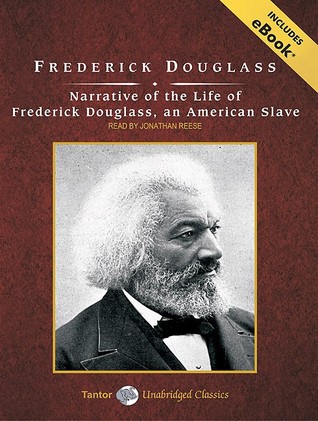 INCLUDES
eBook*
FREDERICK DOUGLASS
Narrative of the Life of
Frederick Douglass, an American Slave
READ BY JONATHAN REESE
Tantor Unabridged Classics